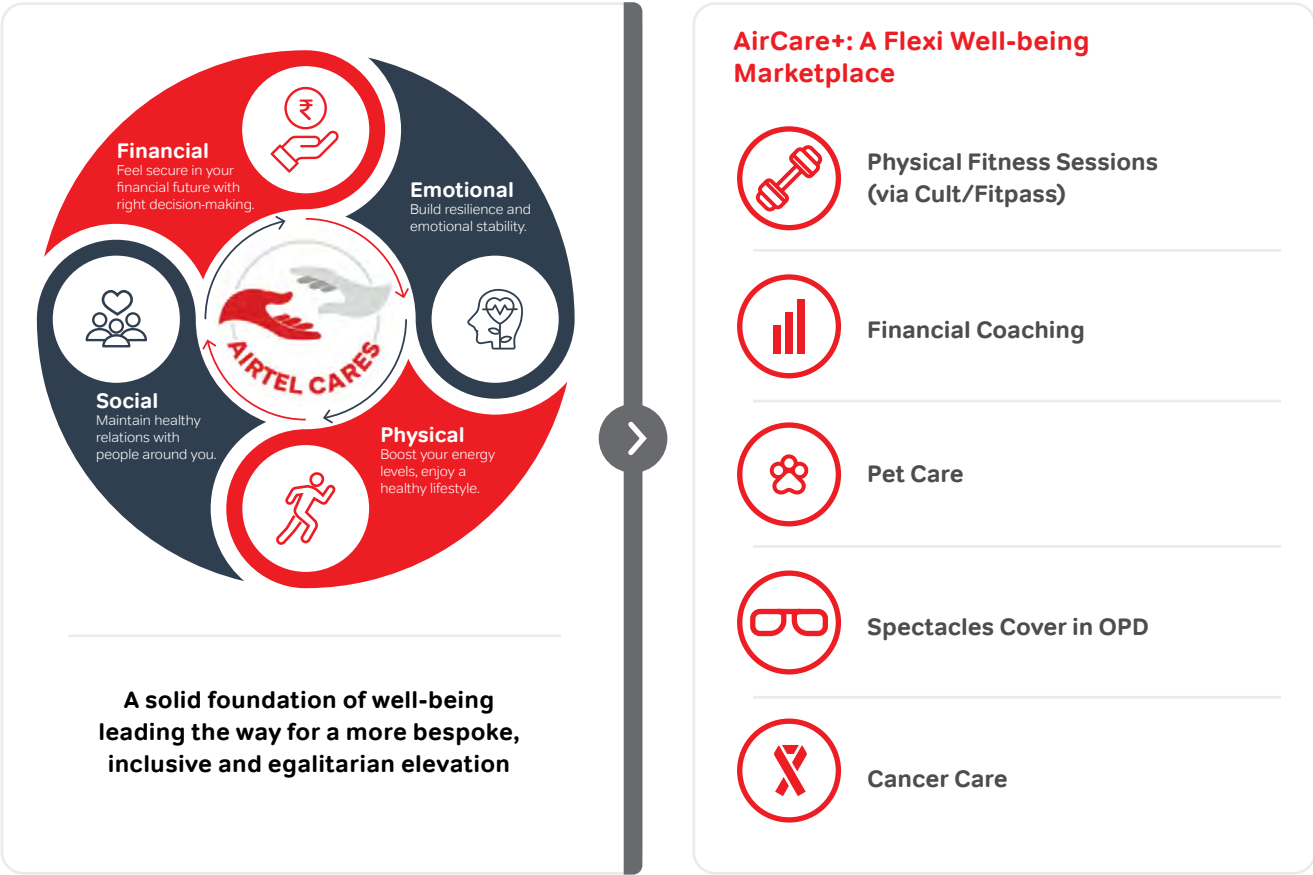 Financial
Feel secure in your
financial future with
right decision-making.
₹
Emotional
Build resilience and
emotional stability.
AIRTEL CARES
Social
Maintain healthy
relations with
people around you.
Physical
Boost your energy
levels, enjoy a
healthy lifestyle.
A solid foundation of well-being
leading the way for a more bespoke,
inclusive and egalitarian elevation
AirCare+: A Flexi Well-being
Marketplace
Physical Fitness Sessions
(via Cult/Fitpass)
Financial Coaching
Pet Care
Spectacles Cover in OPD
Cancer Care